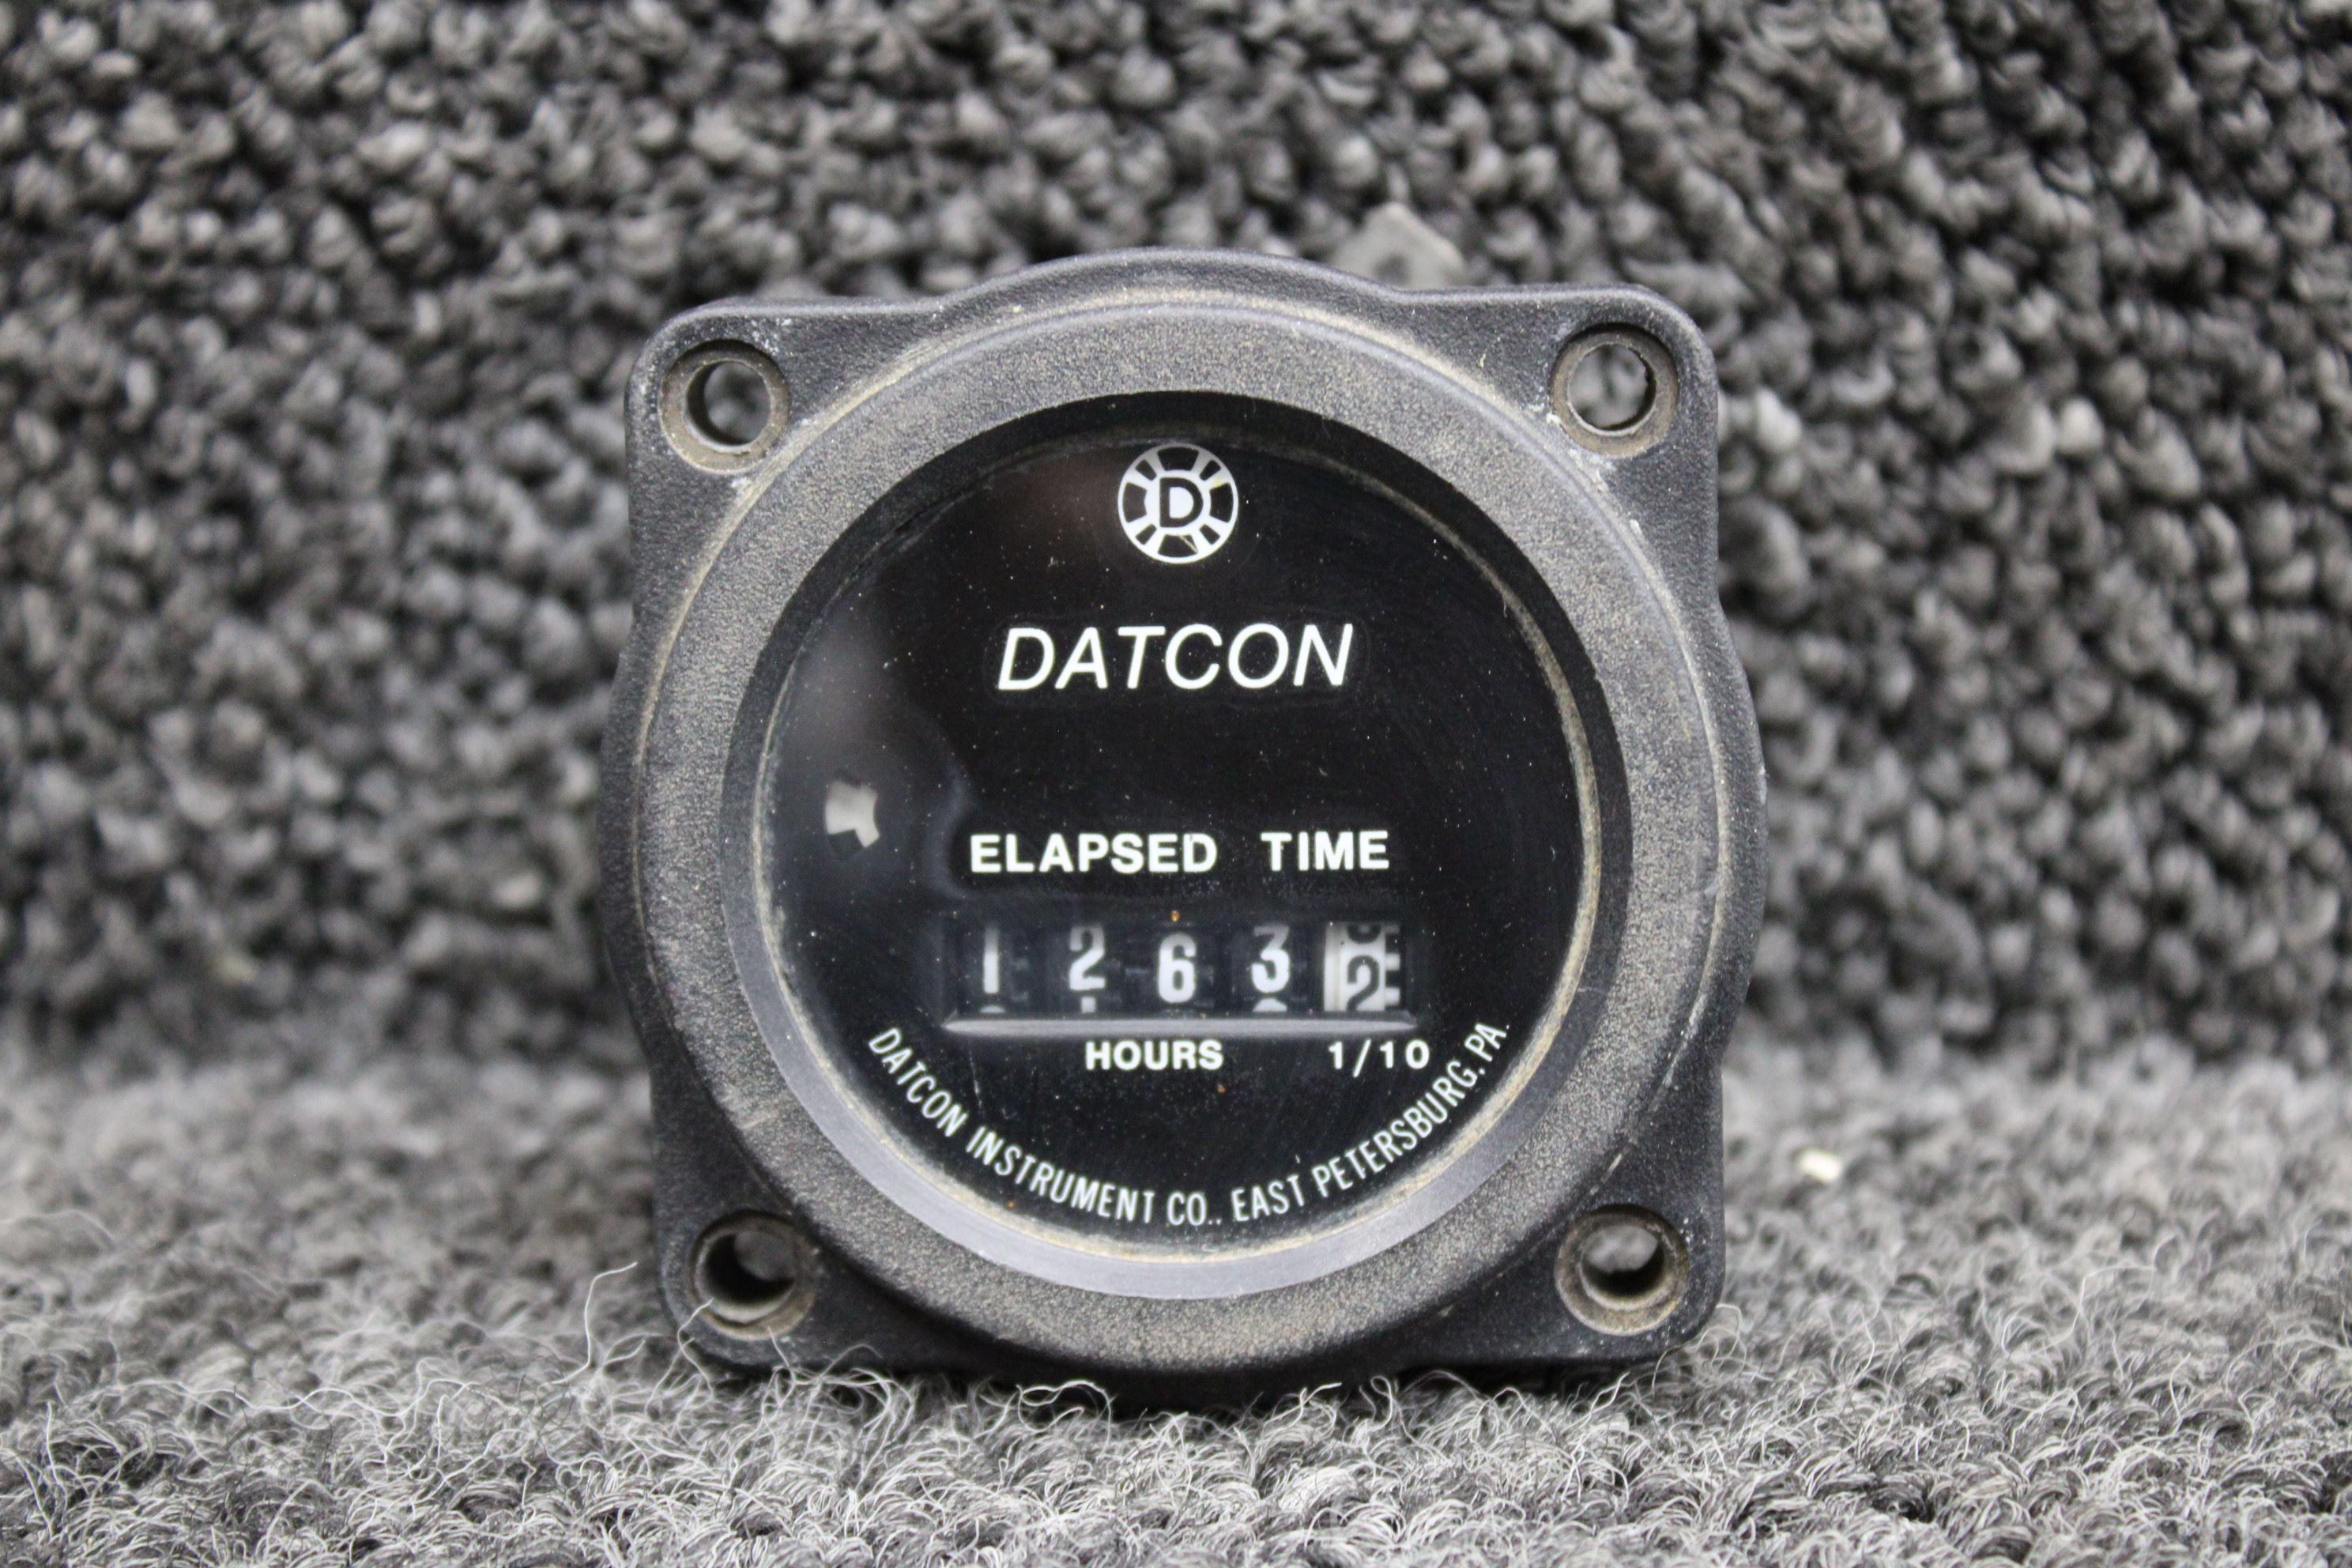 D
DATCON
ELAPSED TIME
1 2 6 3 2
HOURS 1/10
DATCON INSTRUMENT CO., EAST PETERSBURG, PA.